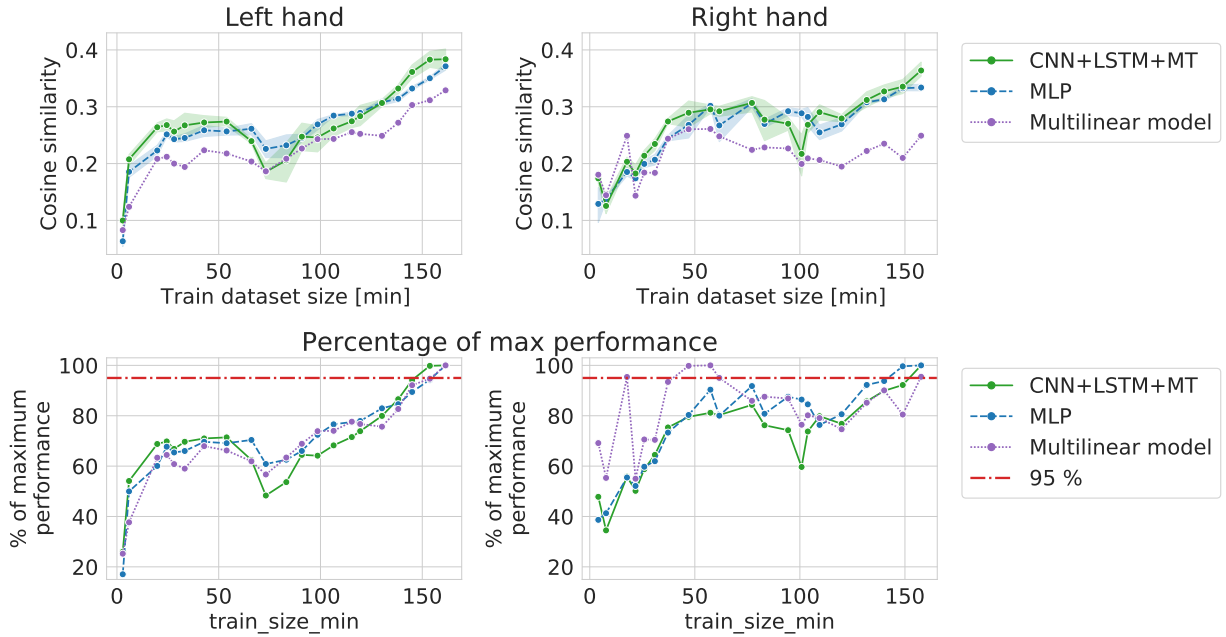 Left hand
Right hand
Cosine similarity
0.4
0.3
0.2
0.1
0 50 100 150
Train dataset size [min]
Cosine similarity
0.4
0.3
0.2
0.1
0 50 100 150
Train dataset size [min]
CNN+LSTM+MT
MLP
Multilinear model
Percentage of max performance
% of maximum
performance
100
80
60
40
20
0 50 100 150
train_size_min
% of maximum
performance
100
80
60
40
20
0 50 100 150
train_size_min
CNN+LSTM+MT
MLP
Multilinear model
95 %